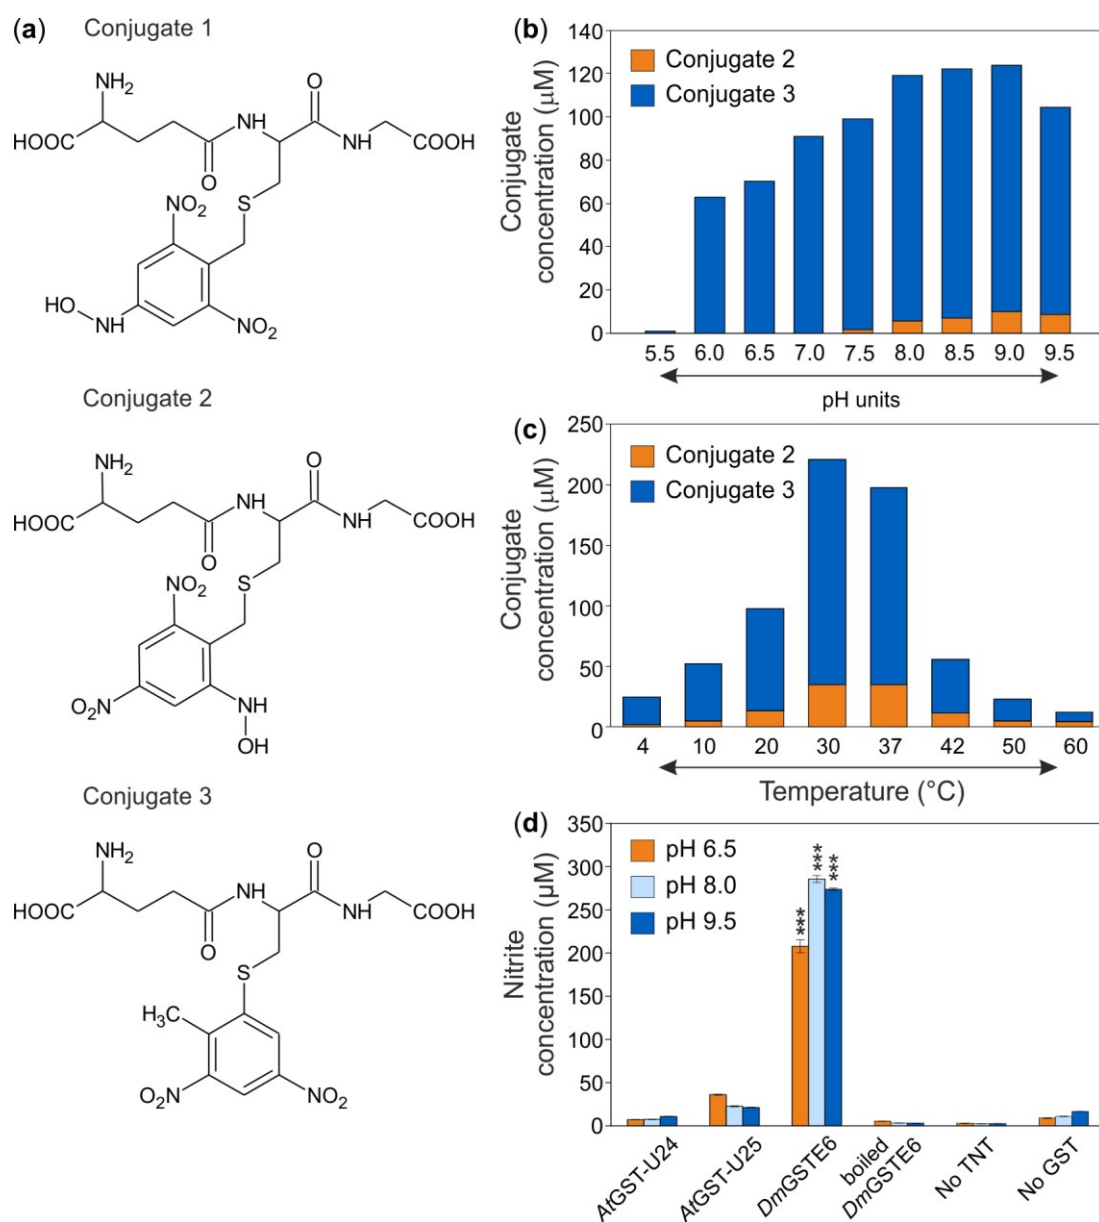 (a) Conjugate 1
NH₂
O
HOOC
NH
NH
COOH
O
S
NO₂
HO
NH
NO₂
Conjugate 2
NH₂
O
HOOC
NH
NH
COOH
O
S
NO₂
O₂N
NH
OH
Conjugate 3
NH₂
O
HOOC
NH
NH
COOH
O
S
H₃C
O₂N
NO₂
(b)
Conjugate concentration (µM)
140
120
100
80
60
40
20
0
Conjugate 2
Conjugate 3
5.5 6.0 6.5 7.0 7.5 8.0 8.5 9.0 9.5
pH units
(c)
Conjugate concentration (µM)
250
200
150
100
50
0
Conjugate 2
Conjugate 3
4 10 20 30 37 42 50 60
Temperature (°C)
(d)
Nitrite concentration (µM)
350
300
250
200
150
100
50
0
pH 6.5
pH 8.0
pH 9.5
***
***
***
AtGST-U24
AtGST-U25
DmGSTE6
boiled
DmGSTE6
No TNT
No GST